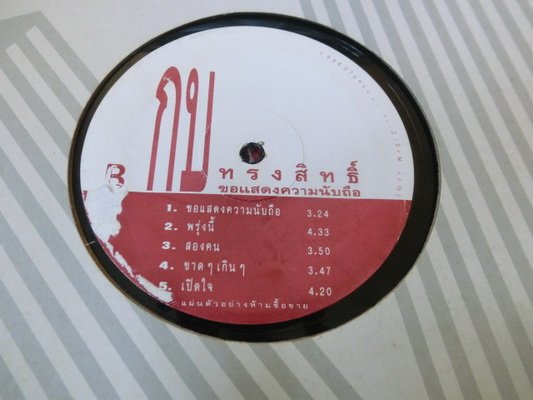 กบ
ทรงสิทธิ์
ขอแสดงความนับถือ
B
1. ขอแสดงความนับถือ 3.24
2. พรุ่งนี้ 4.33
3. สองคน 3.50
4. ขาด ๆ เกิน ๆ 3.47
5. เปิดใจ 4.20
แผ่นตัวอย่างห้ามซื้อขาย